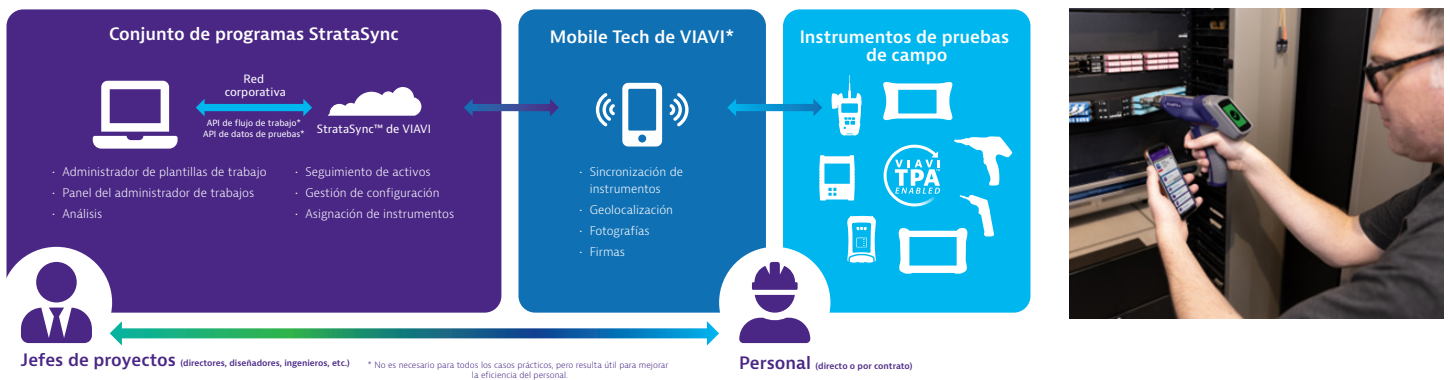 Conjunto de programas StrataSync
Red
corporativa
API de flujo de trabajo*
API de datos de pruebas*
StrataSync™ de VIAVI
· Administrador de plantillas de trabajo
· Panel del administrador de trabajos
· Análisis
· Seguimiento de activos
· Gestión de configuración
· Asignación de instrumentos
Mobile Tech de VIAVI*
· Sincronización de
instrumentos
· Geolocalización
· Fotografías
· Firmas
Instrumentos de pruebas
de campo
VIAVI
TPA
ENABLED
Jefes de proyectos (directores, diseñadores, ingenieros, etc.)
* No es necesario para todos los casos prácticos, pero resulta útil para mejorar
la eficiencia del personal.
Personal (directo o por contrato)